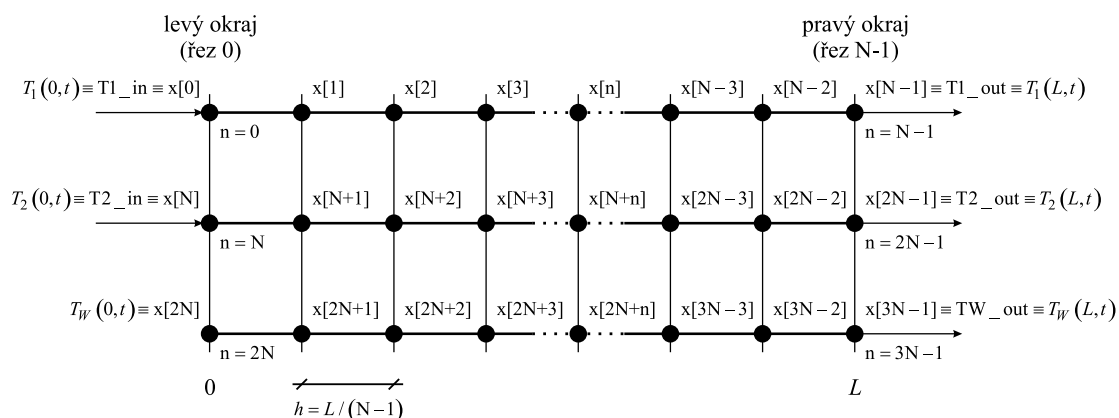 levý okraj
(řez 0)
pravý okraj
(řez N-1)
T₁(0,t) ≡ T1_in ≡ x[0] x[1] x[2] x[3] x[n] x[N−3] x[N−2] x[N−1] ≡ T1_out ≡ T₁(L,t)
n = 0 n = N−1
T₂(0,t) ≡ T2_in ≡ x[N] x[N+1] x[N+2] x[N+3] x[N+n] x[2N−3] x[2N−2] x[2N−1] ≡ T2_out ≡ T₂(L,t)
n = N n = 2N−1
T_W(0,t) ≡ x[2N] x[2N+1] x[2N+2] x[2N+3] x[2N+n] x[3N−3] x[3N−2] x[3N−1] ≡ TW_out ≡ T_W(L,t)
n = 2N n = 3N−1
0 L
h = L/(N−1)